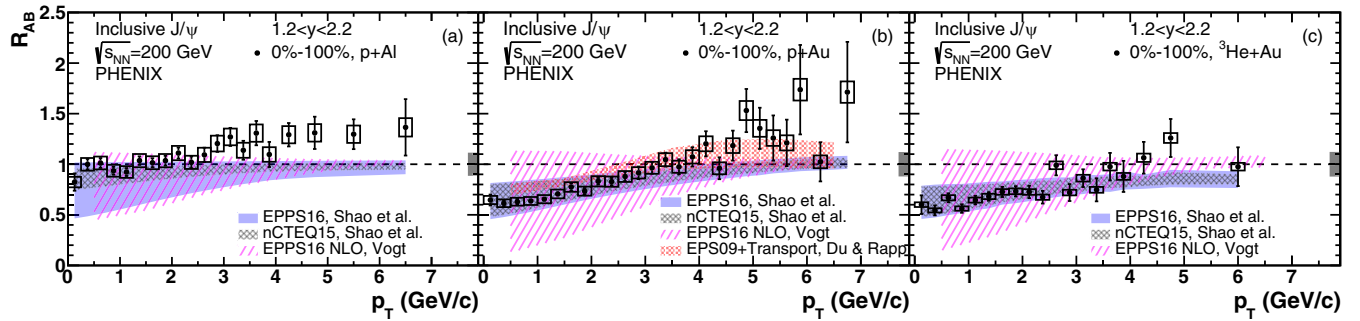 R_AB
2.5
2
1.5
1
0.5
0
Inclusive J/ψ 1.2<y<2.2 (a)
√s_NN=200 GeV • 0%-100%, p+Al
PHENIX
EPPS16, Shao et al.
nCTEQ15, Shao et al.
EPPS16 NLO, Vogt
0 1 2 3 4 5 6 7
p_T (GeV/c)
Inclusive J/ψ 1.2<y<2.2 (b)
√s_NN=200 GeV • 0%-100%, p+Au
PHENIX
EPPS16, Shao et al.
nCTEQ15, Shao et al.
EPPS16 NLO, Vogt
EPS09+Transport, Du & Rapp
0 1 2 3 4 5 6 7
p_T (GeV/c)
Inclusive J/ψ 1.2<y<2.2 (c)
√s_NN=200 GeV • 0%-100%, ³He+Au
PHENIX
EPPS16, Shao et al.
nCTEQ15, Shao et al.
EPPS16 NLO, Vogt
0 1 2 3 4 5 6 7
p_T (GeV/c)